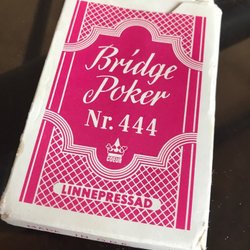 Bridge
Poker
Nr. 444
LINNEPRESSAD